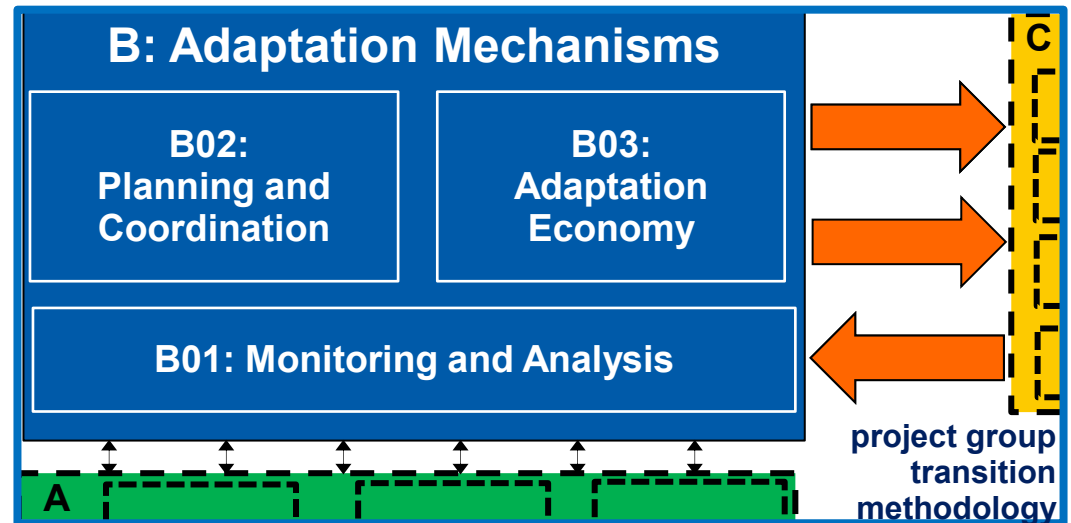 B: Adaptation Mechanisms
C
B02:
Planning and
Coordination
B03:
Adaptation
Economy
B01: Monitoring and Analysis
project group
transition
methodology
A